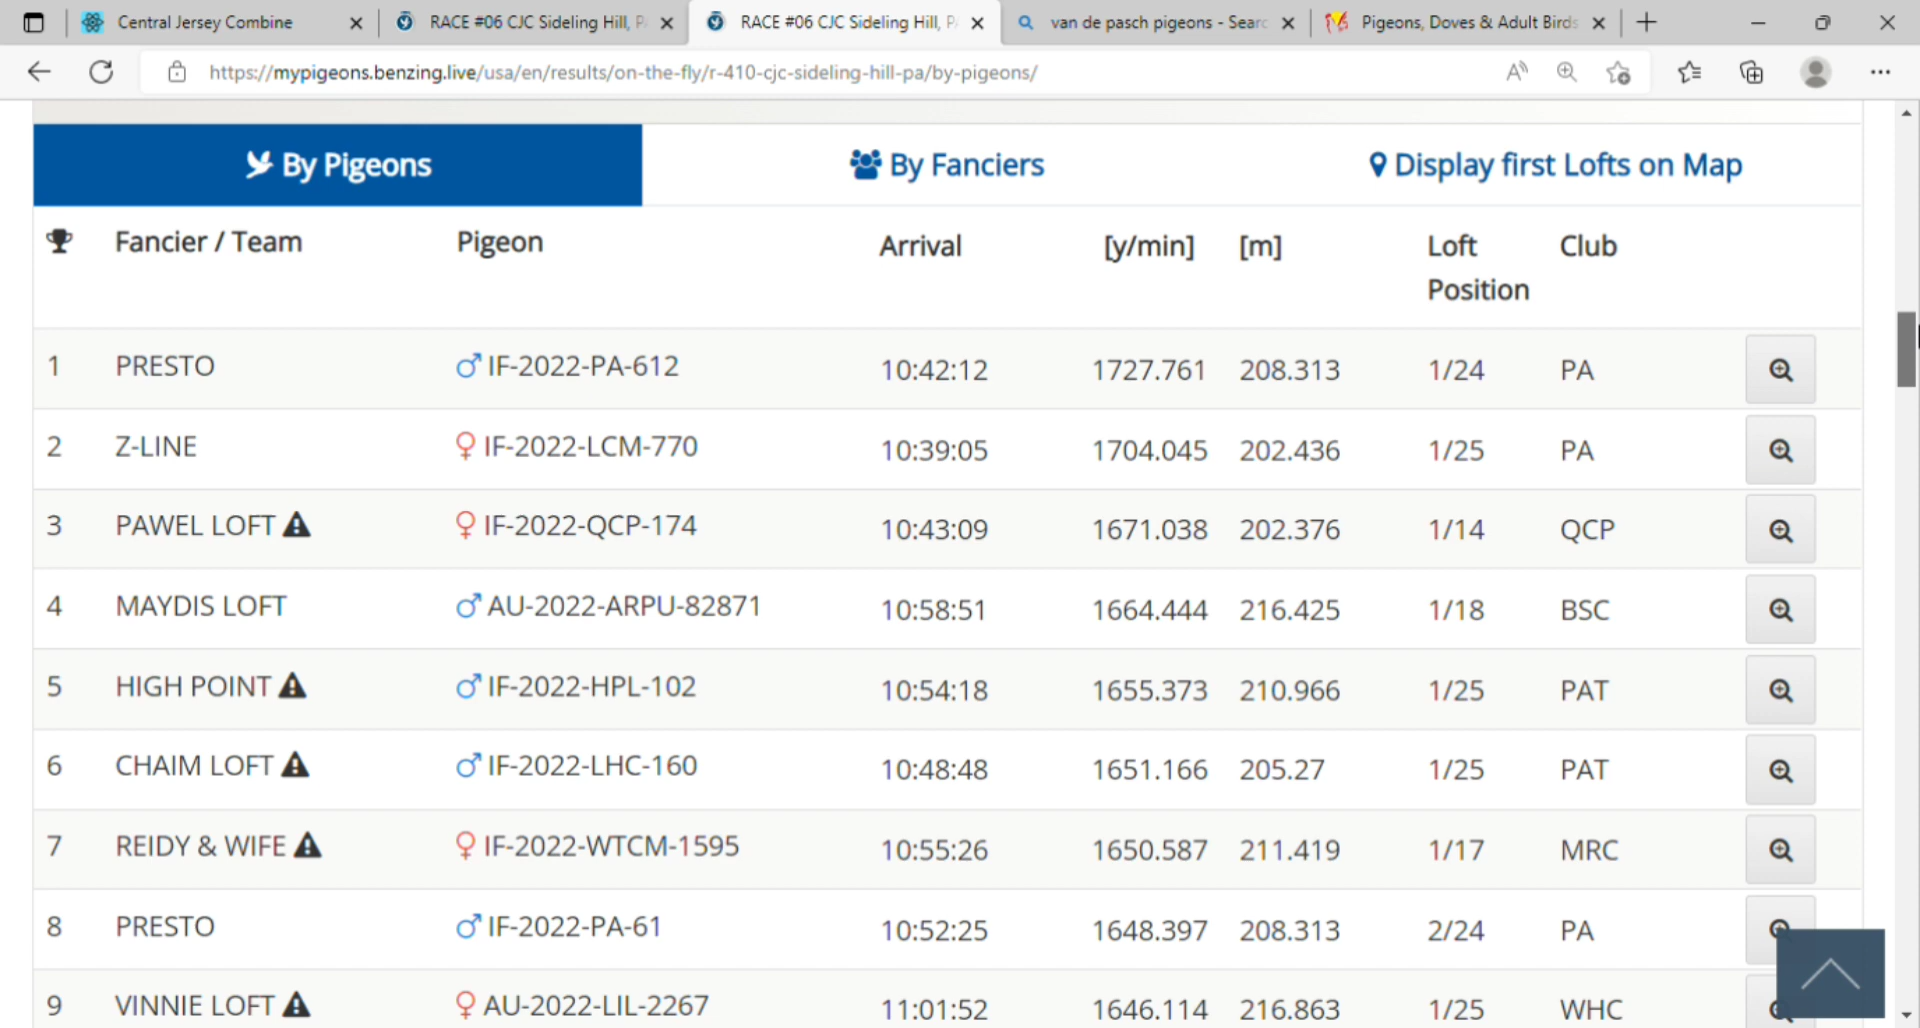 Central Jersey Combine
RACE #06 CJC Sideling Hill, P
RACE #06 CJC Sideling Hill, P
van de pasch pigeons - Searc
Pigeons, Doves & Adult Birds
https://mypigeons.benzing.live/usa/en/results/on-the-fly/r-410-cjc-sideling-hill-pa/by-pigeons/
By Pigeons By Fanciers Display first Lofts on Map
Fancier / Team Pigeon Arrival [y/min] [m] Loft Position Club
1 PRESTO ♂ IF-2022-PA-612 10:42:12 1727.761 208.313 1/24 PA
2 Z-LINE ♀ IF-2022-LCM-770 10:39:05 1704.045 202.436 1/25 PA
3 PAWEL LOFT ♀ IF-2022-QCP-174 10:43:09 1671.038 202.376 1/14 QCP
4 MAYDIS LOFT ♂ AU-2022-ARPU-82871 10:58:51 1664.444 216.425 1/18 BSC
5 HIGH POINT ♂ IF-2022-HPL-102 10:54:18 1655.373 210.966 1/25 PAT
6 CHAIM LOFT ♂ IF-2022-LHC-160 10:48:48 1651.166 205.27 1/25 PAT
7 REIDY & WIFE ♀ IF-2022-WTCM-1595 10:55:26 1650.587 211.419 1/17 MRC
8 PRESTO ♂ IF-2022-PA-61 10:52:25 1648.397 208.313 2/24 PA
9 VINNIE LOFT ♀ AU-2022-LIL-2267 11:01:52 1646.114 216.863 1/25 WHC